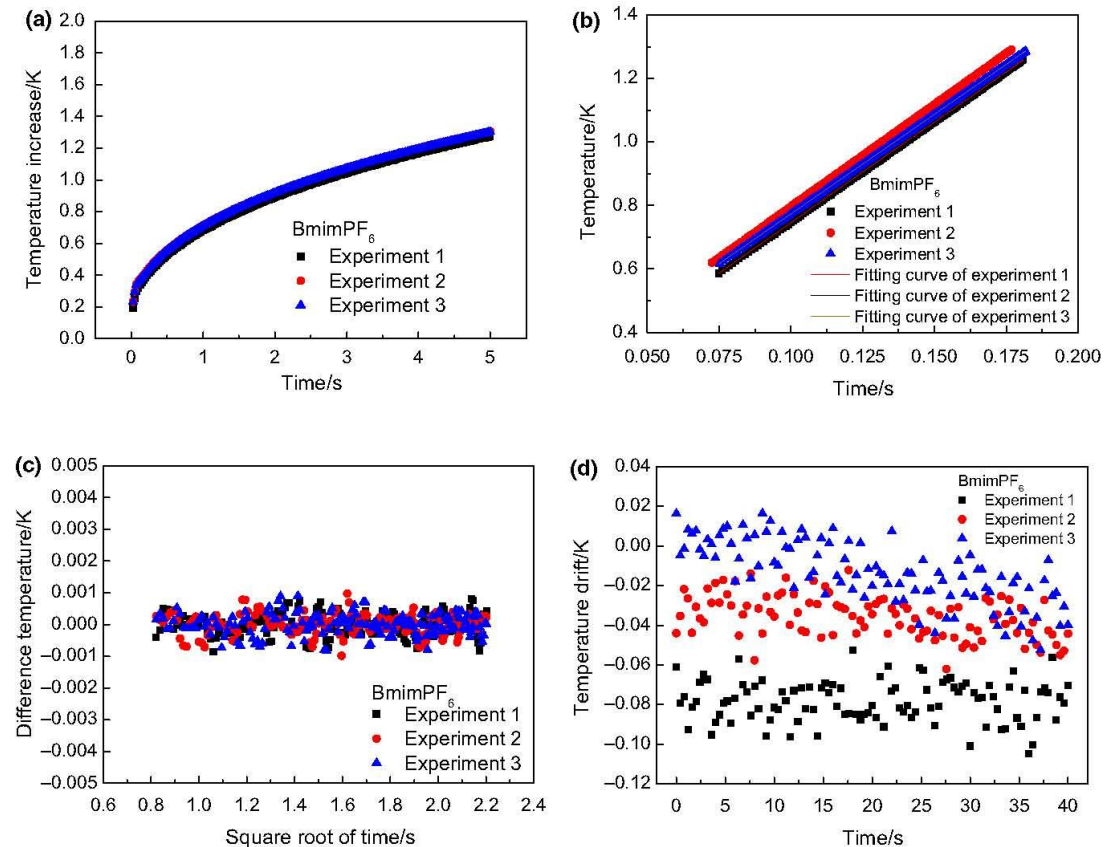 (a)
2.0
1.8
1.6
1.4
1.2
1.0
0.8
0.6
0.4
0.2
0.0
Temperature increase/K
BmimPF6
Experiment 1
Experiment 2
Experiment 3
0 1 2 3 4 5
Time/s
(b)
1.4
1.2
1.0
0.8
0.6
0.4
Temperature/K
BmimPF6
Experiment 1
Experiment 2
Experiment 3
Fitting curve of experiment 1
Fitting curve of experiment 2
Fitting curve of experiment 3
0.050 0.075 0.100 0.125 0.150 0.175 0.200
Time/s
(c)
0.005
0.004
0.003
0.002
0.001
0.000
–0.001
–0.002
–0.003
–0.004
–0.005
Difference temperature/K
BmimPF6
Experiment 1
Experiment 2
Experiment 3
0.6 0.8 1.0 1.2 1.4 1.6 1.8 2.0 2.2 2.4
Square root of time/s
(d)
0.04
0.02
0.00
–0.02
–0.04
–0.06
–0.08
–0.10
–0.12
Temperature drift/K
BmimPF6
Experiment 1
Experiment 2
Experiment 3
0 5 10 15 20 25 30 35 40
Time/s